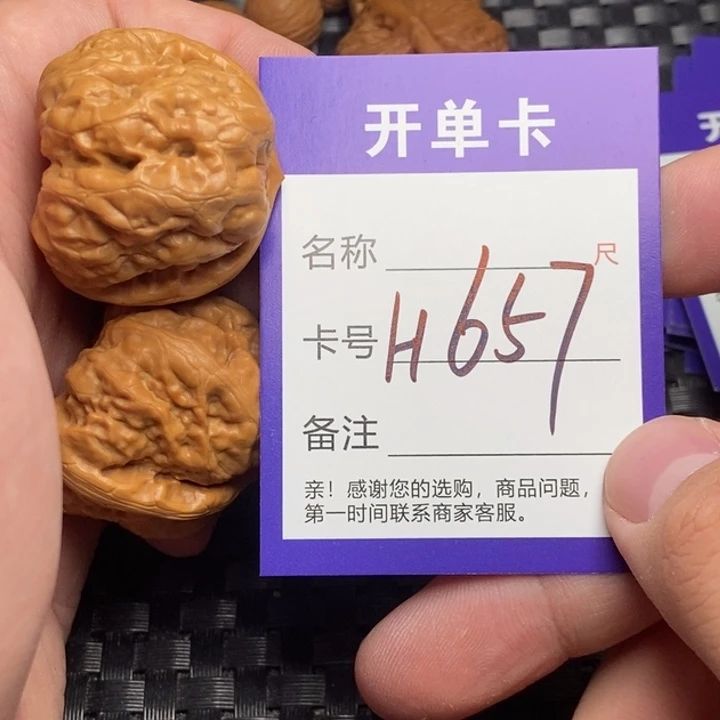 开单卡
名称
尺
卡号 H657
备注
亲！感谢您的选购，商品问题，
第一时间联系商家客服。